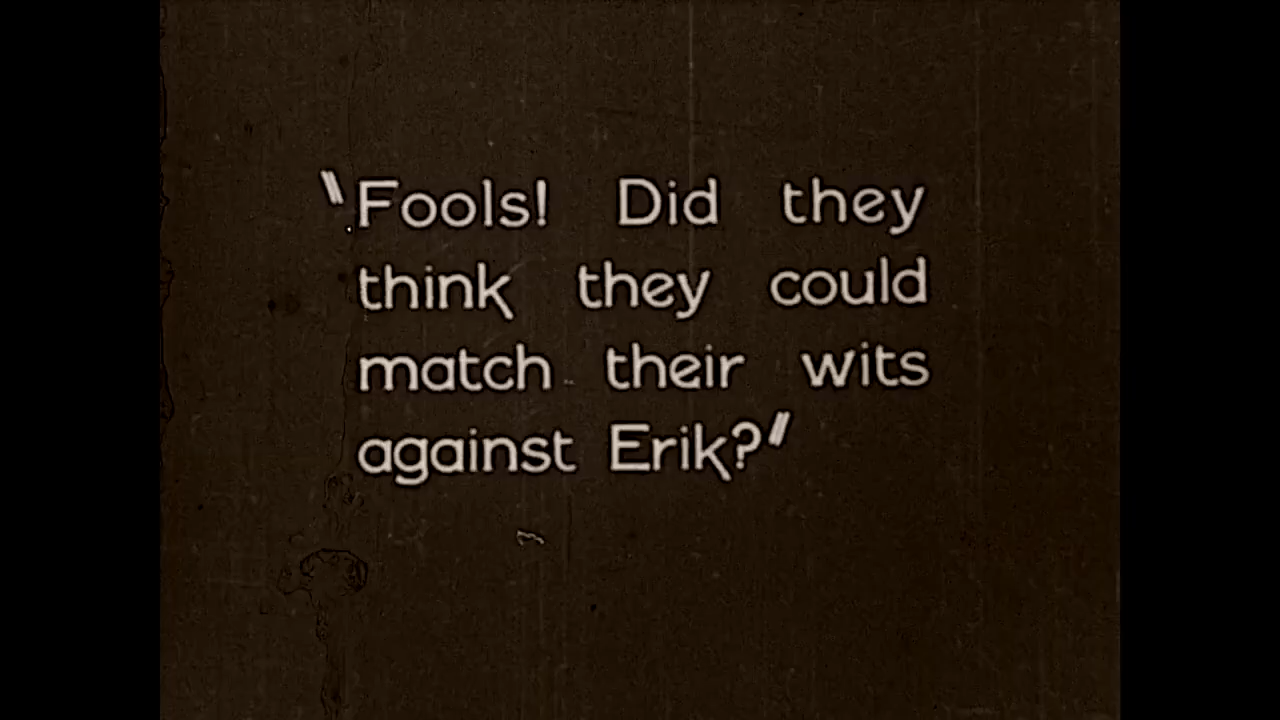 "Fools! Did they
think they could
match their wits
against Erik?"